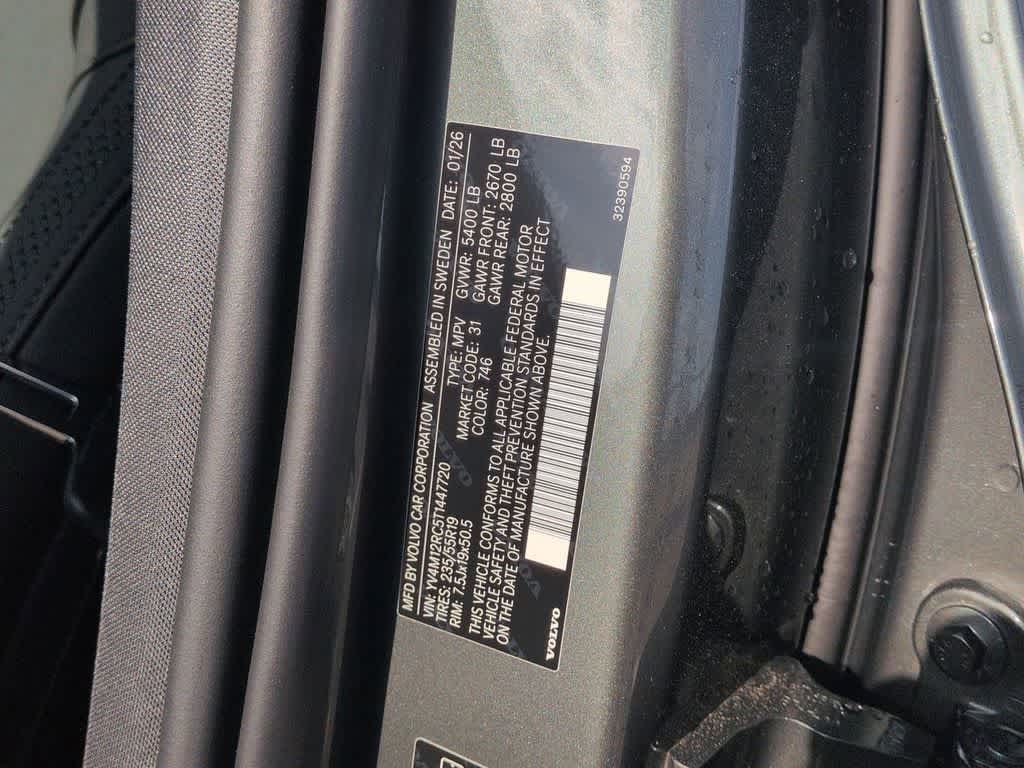 MFD BY VOLVO CAR CORPORATION ASSEMBLED IN SWEDEN DATE: 01/26
VIN: YV4M12RC5T1447720 TYPE: MPV GVWR: 5400 LB
TIRES: 235/55R19 MARKET CODE: 31 GAWR FRONT: 2670 LB
RIM: 7.5Jx19x50.5 COLOR: 746 GAWR REAR: 2800 LB
THIS VEHICLE CONFORMS TO ALL APPLICABLE FEDERAL MOTOR
VEHICLE SAFETY AND THEFT PREVENTION STANDARDS IN EFFECT
ON THE DATE OF MANUFACTURE SHOWN ABOVE.
VOLVO
32390594